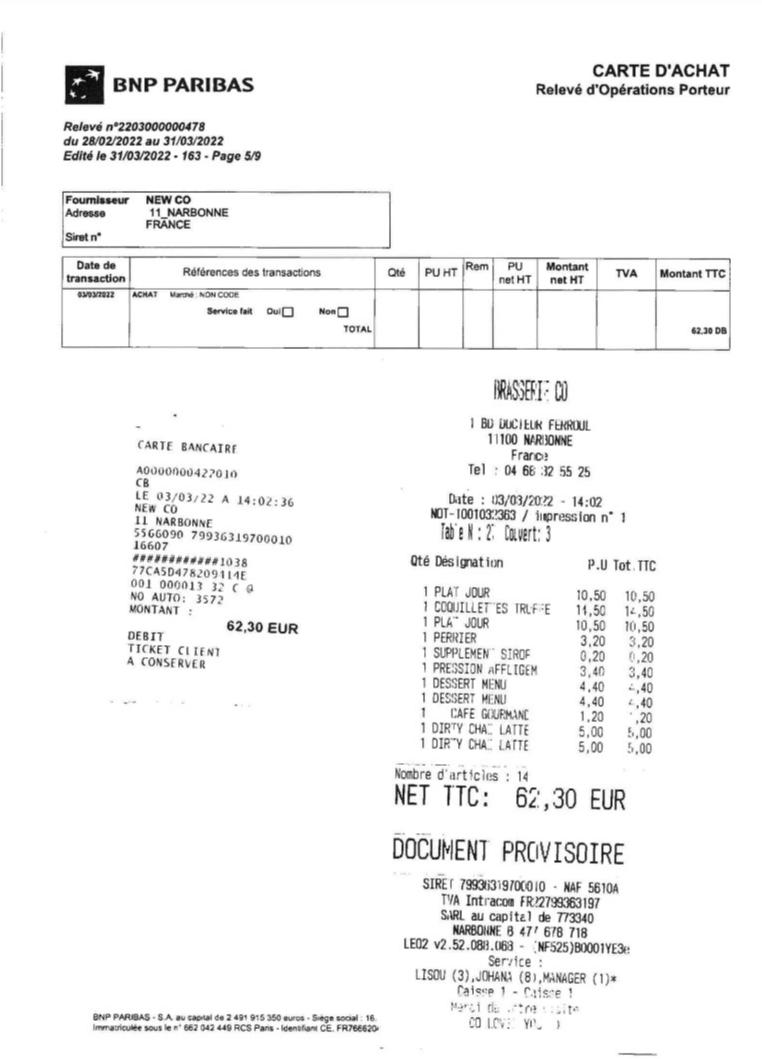 BNP PARIBAS
CARTE D'ACHAT
Relevé d'Opérations Porteur
Relevé n°2203000000478
du 28/02/2022 au 31/03/2022
Edité le 31/03/2022 - 163 - Page 5/9
Fournisseur NEW CO
Adresse 11_NARBONNE
FRANCE
Siret n°
Date de transaction Références des transactions Qté PU HT Rem PU net HT Montant net HT TVA Montant TTC
03/03/2022 ACHAT Marché : NON CODE
Service fait Oui Non
TOTAL 62,30 DB
CARTE BANCAIRE
A0000000422010
CB
LE 03/03/22 A 14:02:36
NEW CO
11 NARBONNE
5566090 79936319700010
16607
############1038
77CA5D478209114E
001 000013 32 C @
NO AUTO: 3572
MONTANT :
62,30 EUR
DEBIT
TICKET CLIENT
A CONSERVER
BRASSERIE CO
1 BD DOCTEUR FERROUL
11100 NARBONNE
France
Tel : 04 68 32 55 25
Date : 03/03/2022 - 14:02
NOT-1001032363 / impression n° 1
Table N : Couvert: 3
Qté Désignation P.U Tot.TTC
1 PLAT JOUR 10,50 10,50
1 COQUILLETTES TRUFFE 14,50 14,50
1 PLAT JOUR 10,50 10,50
1 PERRIER 3,20 3,20
1 SUPPLEMENT SIROP 0,20 0,20
1 PRESSION AFFLIGEM 3,40 3,40
1 DESSERT MENU 4,40 4,40
1 DESSERT MENU 4,40 4,40
1 CAFE GOURMAND 1,20 1,20
1 DIRTY CHAI LATTE 5,00 5,00
1 DIRTY CHAI LATTE 5,00 5,00
Nombre d'articles : 14
NET TTC: 62,30 EUR
DOCUMENT PROVISOIRE
SIRET 79936319700010 - NAF 5610A
TVA Intracom FR22799363197
SARL au capital de 773340
NARBONNE B 477 678 718
LEO2 v2.52.088.068 - (NF525)B0001YE3e
Service :
LISOU (3),JOHANA (8),MANAGER (1)*
Caisse 1 - Caisse 1
Merci de votre visite
CO LOVE YOU
BNP PARIBAS - S.A. au capital de 2 491 915 350 euros - Siège social : 16.
Immatriculée sous le n° 662 042 449 RCS Paris - Identifiant CE. FR7666204